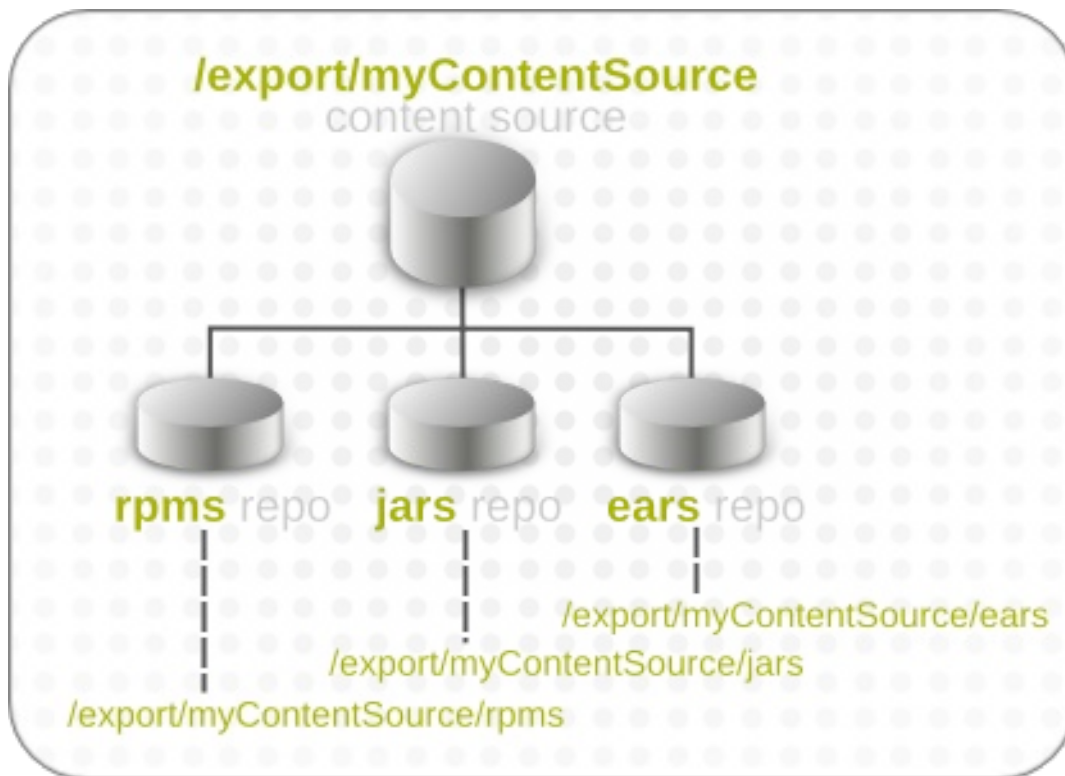 /export/myContentSource
content source
rpms repo
jars repo
ears repo
/export/myContentSource/ears
/export/myContentSource/jars
/export/myContentSource/rpms